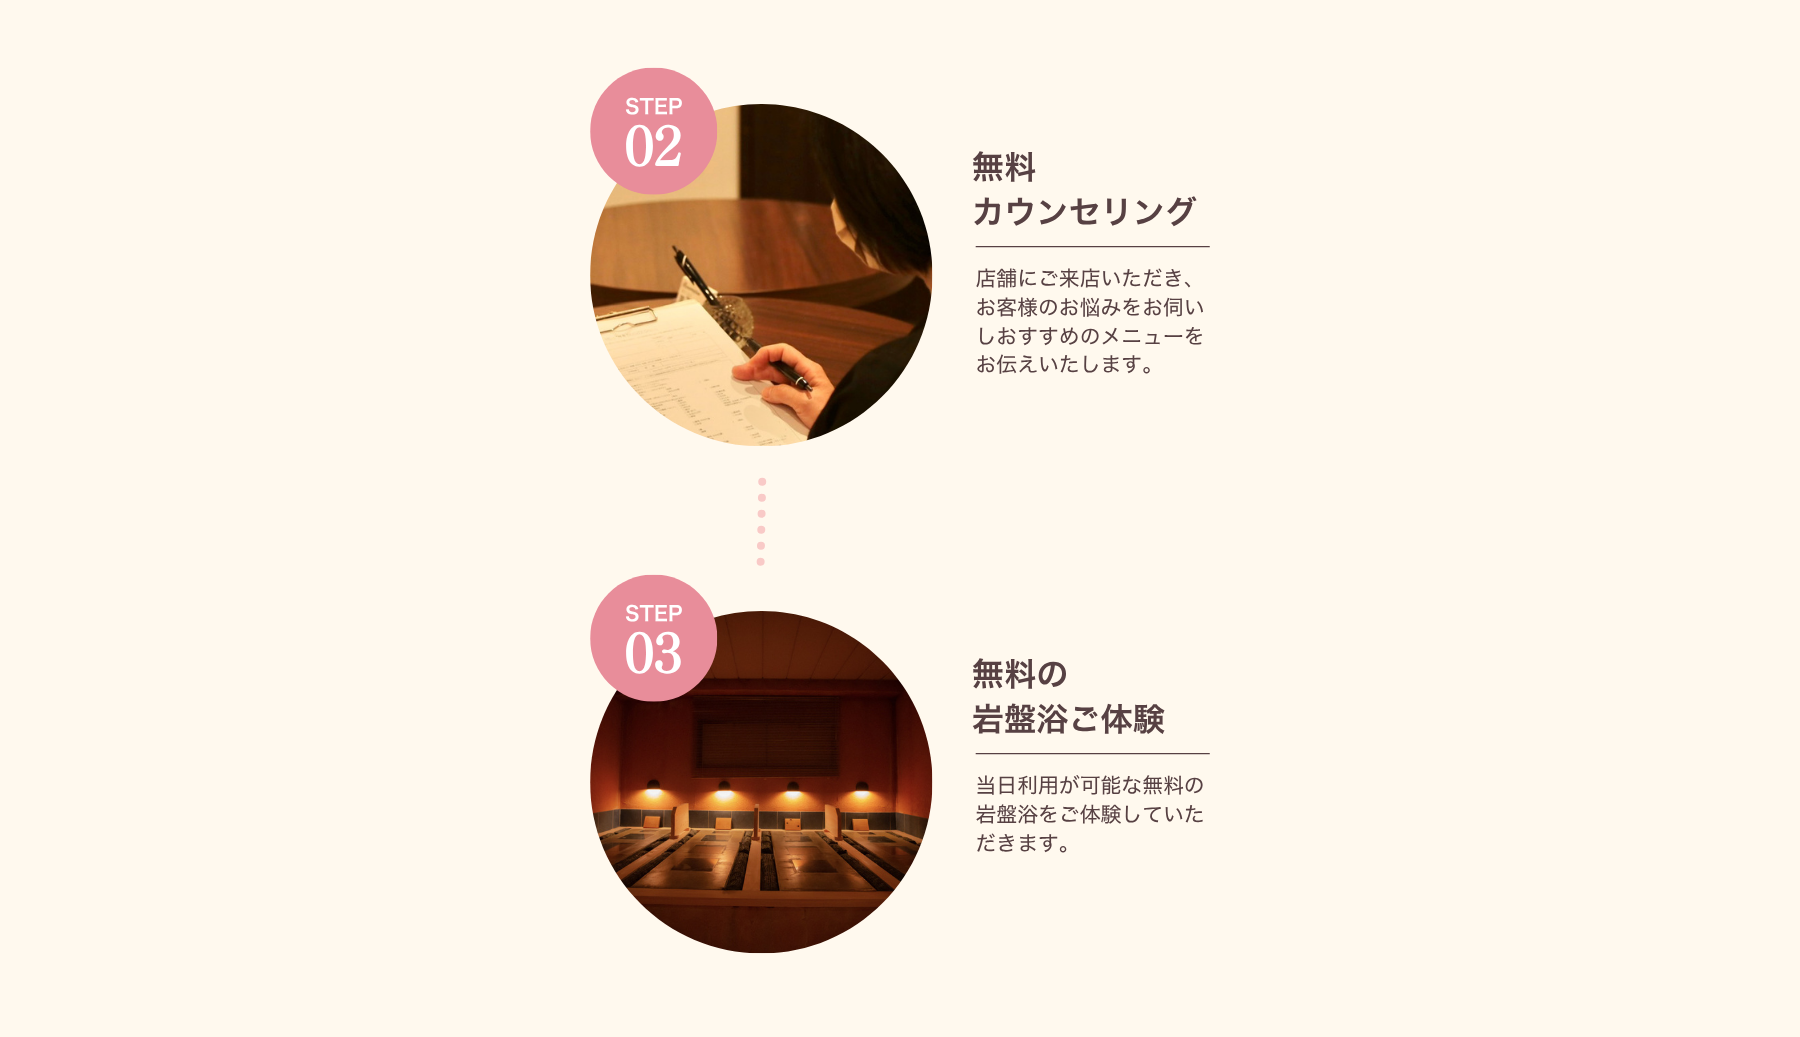 STEP
02
無料
カウンセリング
店舗にご来店いただき、
お客様のお悩みをお伺い
しおすすめのメニューを
お伝えいたします。
STEP
03
無料の
岩盤浴ご体験
当日利用が可能な無料の
岩盤浴をご体験していた
だきます。